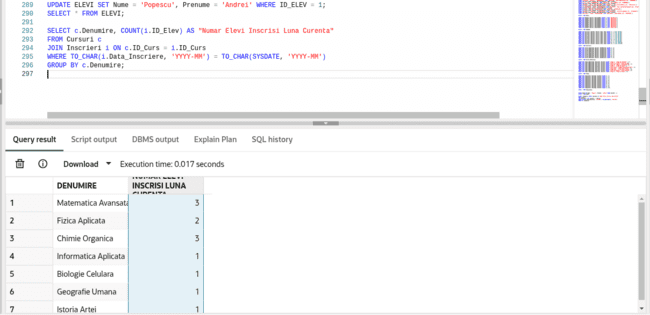 289 UPDATE ELEVI SET Nume = 'Popescu', Prenume = 'Andrei' WHERE ID_ELEV = 1;
290 SELECT * FROM ELEVI;
291
292 SELECT c.Denumire, COUNT(i.ID_Elev) AS "Numar Elevi Inscrisi Luna Curenta"
293 FROM Cursuri c
294 JOIN Inscrieri i ON c.ID_Curs = i.ID_Curs
295 WHERE TO_CHAR(i.Data_Inscriere, 'YYYY-MM') = TO_CHAR(SYSDATE, 'YYYY-MM')
296 GROUP BY c.Denumire;
297
Query result Script output DBMS output Explain Plan SQL history
Download Execution time: 0.017 seconds
DENUMIRE NUMAR ELEVI
INSCRISI LUNA
CURENTA
1 Matematica Avansata 3
2 Fizica Aplicata 2
3 Chimie Organica 3
4 Informatica Aplicata 1
5 Biologie Celulara 1
6 Geografie Umana 1
7 Istoria Artei 1